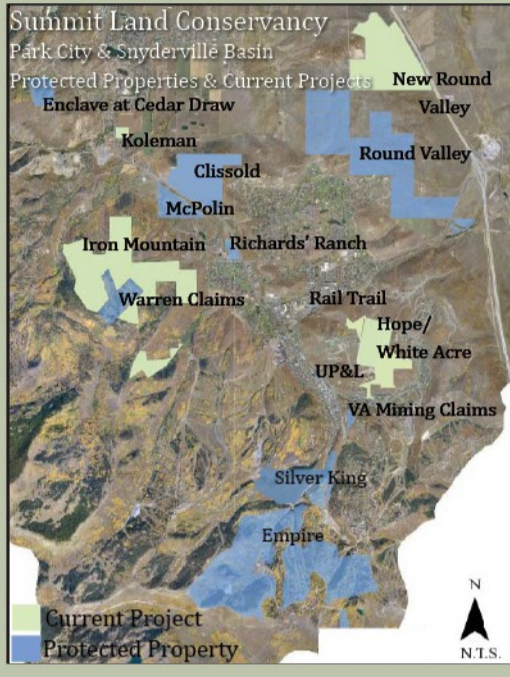 Summit Land Conservancy
Park City & Snyderville Basin
Protected Properties & Current Projects
New Round
Valley
Enclave at Cedar Draw
Koleman
Round Valley
Clissold
McPolin
Iron Mountain
Richards' Ranch
Warren Claims
Rail Trail
Hope/
White Acre
UP&L
VA Mining Claims
Silver King
Empire
Current Project
Protected Property
N
N.T.S.